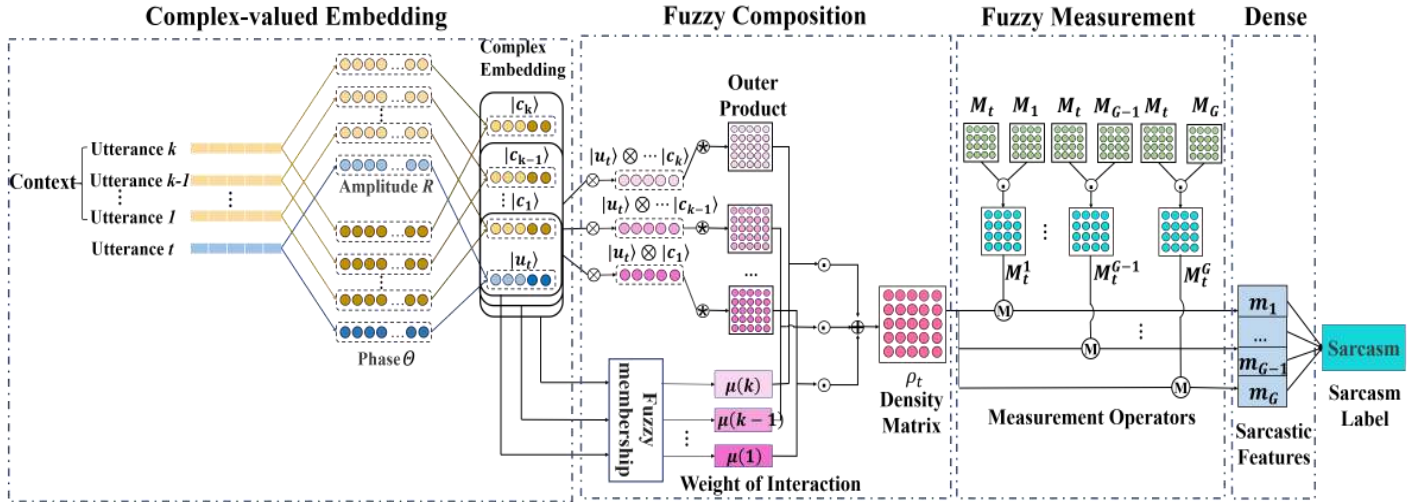 Complex-valued Embedding
Fuzzy Composition
Fuzzy Measurement
Dense
Context
Utterance k
Utterance k-1
⋮
Utterance 1
Utterance t
⋮
...
...
⋮
...
...
Amplitude R
...
...
⋮
...
...
Phase Θ
Complex
Embedding
|c_k⟩
|c_{k-1}⟩
⋮ |c_1⟩
|u_t⟩
|u_t⟩ ⊗ ⋯ |c_k⟩
|u_t⟩ ⊗ ⋯ |c_{k-1}⟩
|u_t⟩ ⊗ |c_1⟩
Outer
Product
...
Fuzzy
membership
μ(k)
μ(k − 1)
⋮
⋮
μ(1)
Weight of Interaction
ρ_t
Density
Matrix
M_t M_1 M_t M_{G-1} M_t M_G
⋮
M_t^1 M_t^{G-1} M_t^G
M
⋮
M
M
Measurement Operators
m_1
...
m_{G-1}
m_G
Sarcastic
Features
Sarcasm
Sarcasm
Label